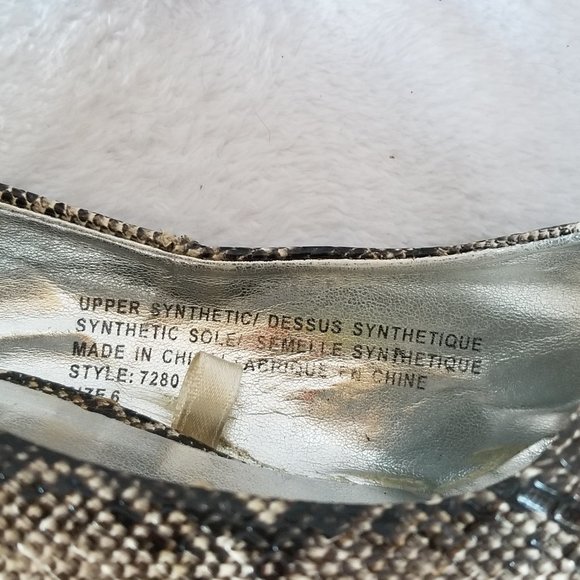 UPPER SYNTHETIC/ DESSUS SYNTHETIQUE
SYNTHETIC SOLE/ SEMELLE SYNTHETIQUE
MADE IN EN CHINE
STYLE: 7280
6